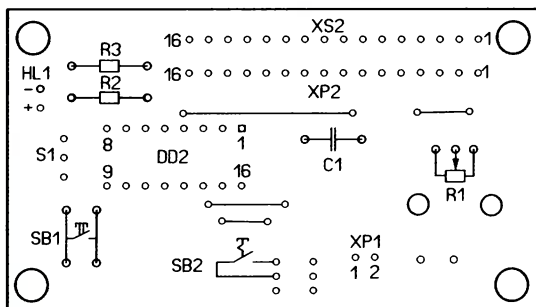 XS2
16 1
R3
HL1
16 1
R2
−
+
XP2
8 1
S1
DD2
C1
9 16
R1
SB1
XP1
SB2
1 2